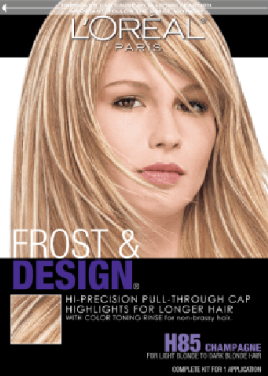 L'ORÉAL
PARIS
FROST &
DESIGN®
HI-PRECISION PULL-THROUGH CAP
HIGHLIGHTS FOR LONGER HAIR
WITH COLOR TONING RINSE for non-brassy hair.
H85 CHAMPAGNE
FOR LIGHT BLONDE TO DARK BLONDE HAIR
COMPLETE KIT FOR 1 APPLICATION